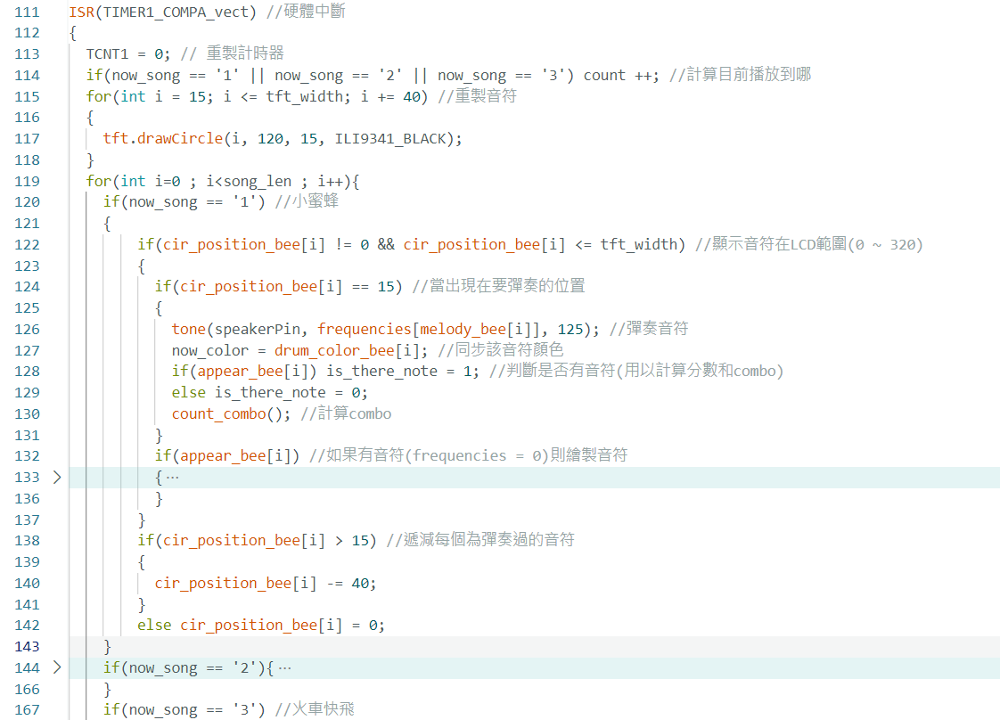 111 ISR(TIMER1_COMPA_vect) //硬體中斷
112 {
113 TCNT1 = 0; // 重製計時器
114 if(now_song == '1' || now_song == '2' || now_song == '3') count ++; //計算目前播放到哪
115 for(int i = 15; i <= tft_width; i += 40) //重製音符
116 {
117 tft.drawCircle(i, 120, 15, ILI9341_BLACK);
118 }
119 for(int i=0 ; i<song_len ; i++){
120 if(now_song == '1') //小蜜蜂
121 {
122 if(cir_position_bee[i] != 0 && cir_position_bee[i] <= tft_width) //顯示音符在LCD範圍(0 ~ 320)
123 {
124 if(cir_position_bee[i] == 15) //當出現在要彈奏的位置
125 {
126 tone(speakerPin, frequencies[melody_bee[i]], 125); //彈奏音符
127 now_color = drum_color_bee[i]; //同步該音符顏色
128 if(appear_bee[i]) is_there_note = 1; //判斷是否有音符(用以計算分數和combo)
129 else is_there_note = 0;
130 count_combo(); //計算combo
131 }
132 if(appear_bee[i]) //如果有音符(frequencies = 0)則繪製音符
133 {…
136 }
137 }
138 if(cir_position_bee[i] > 15) //遞減每個為彈奏過的音符
139 {
140 cir_position_bee[i] -= 40;
141 }
142 else cir_position_bee[i] = 0;
143 }
144 if(now_song == '2'){…
166 }
167 if(now_song == '3') //火車快飛